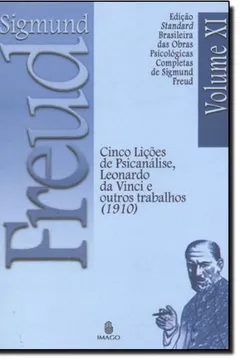 Sigmund
Freud
Edição
Standard
Brasileira
das Obras
Psicológicas
Completas
de Sigmund
Freud
Volume XI
Cinco Lições
de Psicanálise,
Leonardo
da Vinci e
outros trabalhos
(1910)
IMAGO